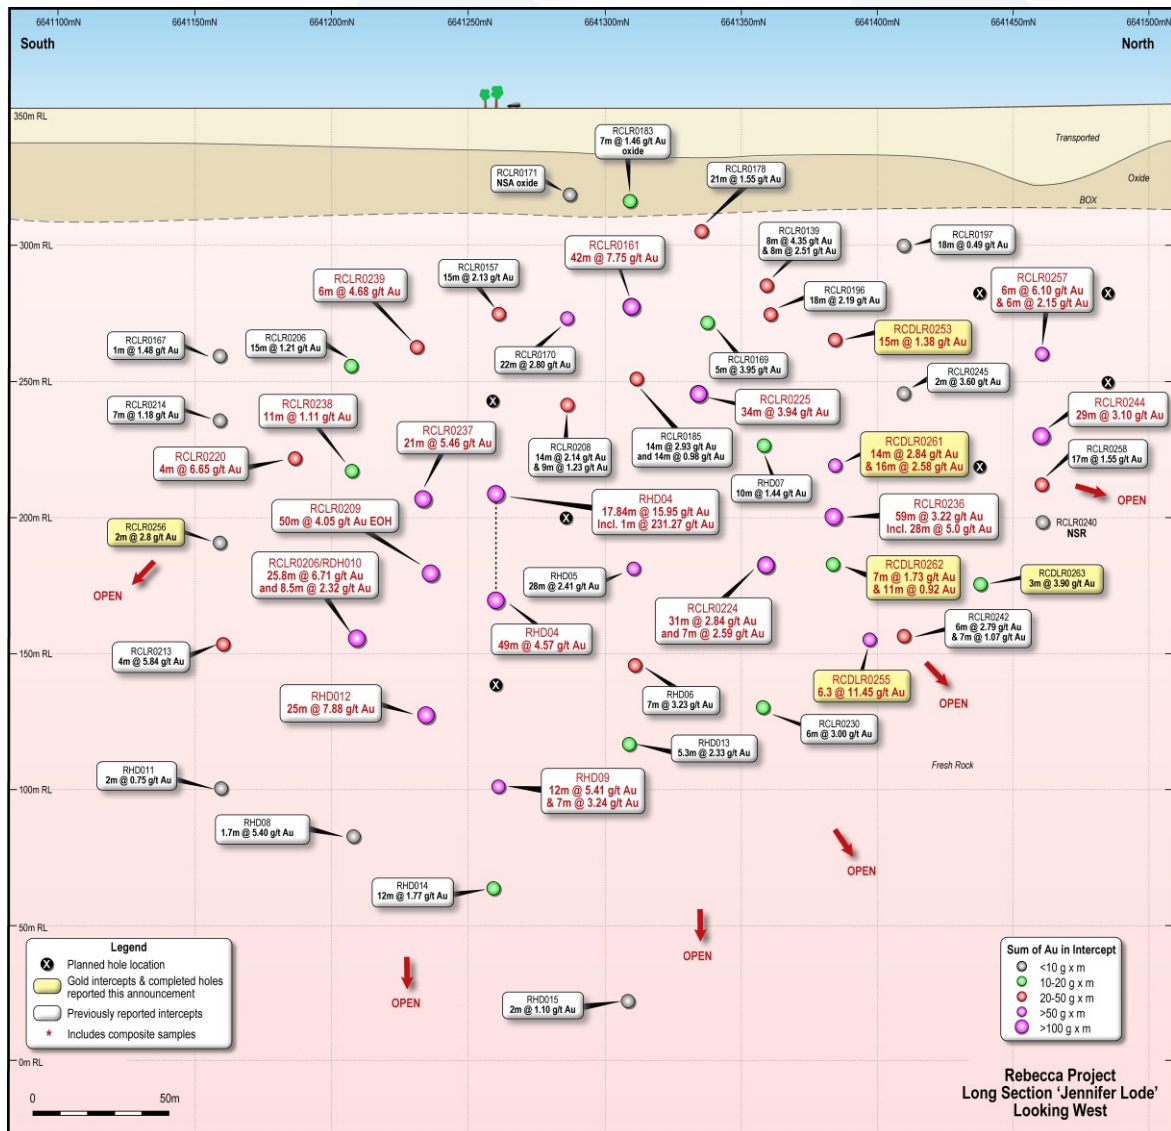 6641100mN 6641150mN 6641200mN 6641250mN 6641300mN 6641350mN 6641400mN 6641450mN 6641500mN
South
North
350m RL
Transported
Oxide
BOX
RCLR0183
7m @ 1.46 g/t Au
oxide
RCLR0171
NSA oxide
RCLR0178
21m @ 1.55 g/t Au
300m RL
RCLR0139
8m @ 4.35 g/t Au
& 8m @ 2.51 g/t Au
RCLR0197
18m @ 0.49 g/t Au
RCLR0161
42m @ 7.75 g/t Au
RCLR0157
15m @ 2.13 g/t Au
RCLR0239
6m @ 4.68 g/t Au
RCLR0257
6m @ 6.10 g/t Au
& 6m @ 2.15 g/t Au
RCLR0196
18m @ 2.19 g/t Au
RCLR0167
1m @ 1.48 g/t Au
RCLR0206
15m @ 1.21 g/t Au
RCLR0170
22m @ 2.80 g/t Au
RCLR0169
5m @ 3.95 g/t Au
RCDLR0253
15m @ 1.38 g/t Au
250m RL
RCLR0245
2m @ 3.60 g/t Au
RCLR0214
7m @ 1.18 g/t Au
RCLR0238
11m @ 1.11 g/t Au
RCLR0237
21m @ 5.46 g/t Au
RCLR0208
14m @ 2.14 g/t Au
& 9m @ 1.23 g/t Au
RCLR0185
14m @ 2.93 g/t Au
and 14m @ 0.98 g/t Au
RCLR0225
34m @ 3.94 g/t Au
RCLR0244
29m @ 3.10 g/t Au
RCLR0220
4m @ 6.65 g/t Au
RHD07
10m @ 1.44 g/t Au
RCDLR0261
14m @ 2.84 g/t Au
& 16m @ 2.58 g/t Au
RCLR0258
17m @ 1.55 g/t Au
OPEN
200m RL
RCLR0209
50m @ 4.05 g/t Au EOH
RHD04
17.84m @ 15.95 g/t Au
Incl. 1m @ 231.27 g/t Au
RCLR0236
59m @ 3.22 g/t Au
Incl. 28m @ 5.0 g/t Au
RCLR0240
NSR
RCLR0256
2m @ 2.8 g/t Au
OPEN
RCLR0206/RDH010
25.8m @ 6.71 g/t Au
and 8.5m @ 2.32 g/t Au
RHD05
28m @ 2.41 g/t Au
RCDLR0262
7m @ 1.73 g/t Au
& 11m @ 0.92 g/t Au
RCDLR0263
3m @ 3.90 g/t Au
RCLR0224
31m @ 2.84 g/t Au
and 7m @ 2.59 g/t Au
RHD04
49m @ 4.57 g/t Au
RCLR0242
6m @ 2.79 g/t Au
& 7m @ 1.07 g/t Au
150m RL
RCLR0213
4m @ 5.84 g/t Au
RCDLR0255
6.3 @ 11.45 g/t Au
OPEN
RHD012
25m @ 7.88 g/t Au
RHD06
7m @ 3.23 g/t Au
RCLR0230
6m @ 3.00 g/t Au
RHD013
5.3m @ 2.33 g/t Au
Fresh Rock
100m RL
RHD011
2m @ 0.75 g/t Au
RHD09
12m @ 5.41 g/t Au
& 7m @ 3.24 g/t Au
RHD08
1.7m @ 5.40 g/t Au
OPEN
RHD014
12m @ 1.77 g/t Au
50m RL
OPEN
OPEN
RHD015
2m @ 1.10 g/t Au
0m RL
Legend
X Planned hole location
Gold intercepts & completed holes
reported this announcement
Previously reported intercepts
* Includes composite samples
Sum of Au in Intercept
<10 g x m
10-20 g x m
20-50 g x m
>50 g x m
>100 g x m
0 50m
Rebecca Project
Long Section 'Jennifer Lode'
Looking West